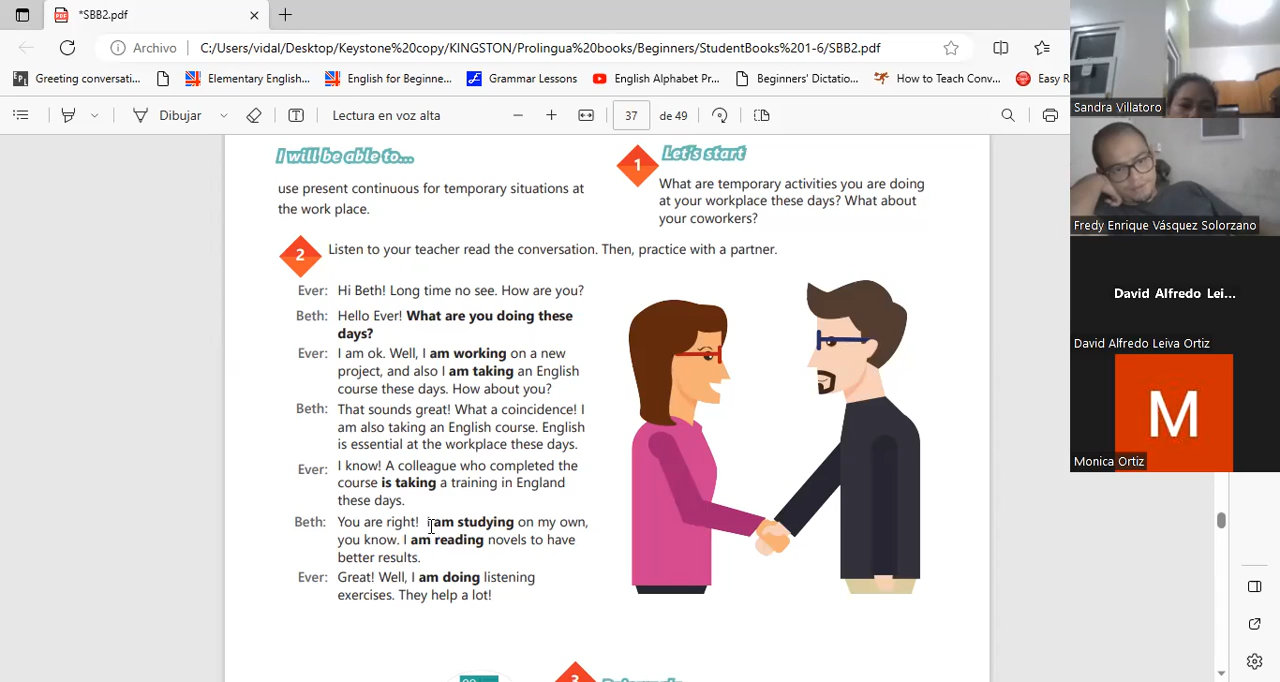 *SBB2.pdf
Archivo
C:/Users/vidal/Desktop/Keystone%20copy/KINGSTON/Prolingua%20books/Beginners/StudentBooks%201-6/SBB2.pdf
Greeting conversati...
Elementary English...
English for Beginne...
Grammar Lessons
English Alphabet Pr...
Beginners' Dictatio...
How to Teach Conv...
Easy R
Dibujar
Lectura en voz alta
37
de 49
I will be able to...
use present continuous for temporary situations at
the work place.
1
Let's start
What are temporary activities you are doing
at your workplace these days? What about
your coworkers?
2
Listen to your teacher read the conversation. Then, practice with a partner.
Ever: Hi Beth! Long time no see. How are you?
Beth: Hello Ever! What are you doing these
days?
Ever: I am ok. Well, I am working on a new
project, and also I am taking an English
course these days. How about you?
Beth: That sounds great! What a coincidence! I
am also taking an English course. English
is essential at the workplace these days.
Ever: I know! A colleague who completed the
course is taking a training in England
these days.
Beth: You are right! I am studying on my own,
you know. I am reading novels to have
better results.
Ever: Great! Well, I am doing listening
exercises. They help a lot!
3
Sandra Villatoro
Fredy Enrique Vásquez Solorzano
David Alfredo Lei...
David Alfredo Leiva Ortiz
M
Monica Ortiz